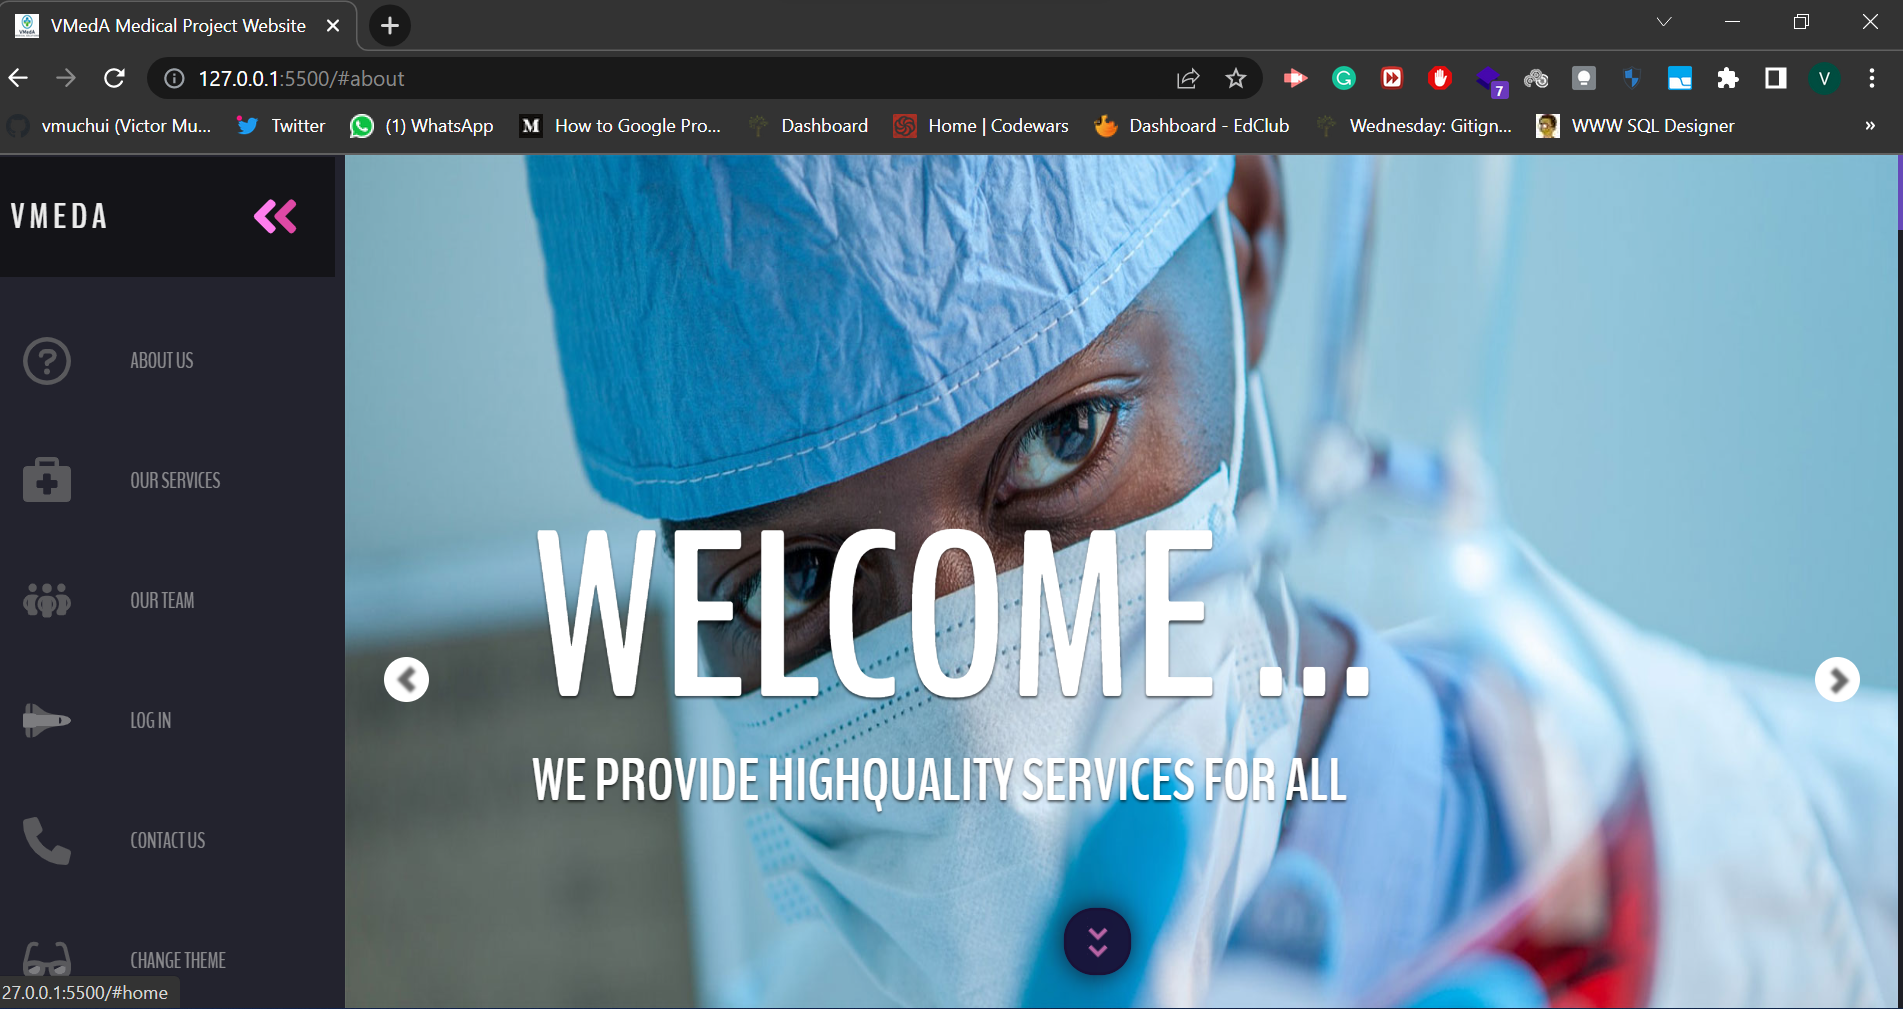 VMedA Medical Project Website
127.0.0.1:5500/#about
7
V
vmuchui (Victor Mu...
Twitter
(1) WhatsApp
M
How to Google Pro...
Dashboard
Home | Codewars
Dashboard - EdClub
Wednesday: Gitign...
WWW SQL Designer
»
VMEDA
ABOUT US
OUR SERVICES
OUR TEAM
LOG IN
CONTACT US
CHANGE THEME
WELCOME ...
WE PROVIDE HIGHQUALITY SERVICES FOR ALL
27.0.0.1:5500/#home